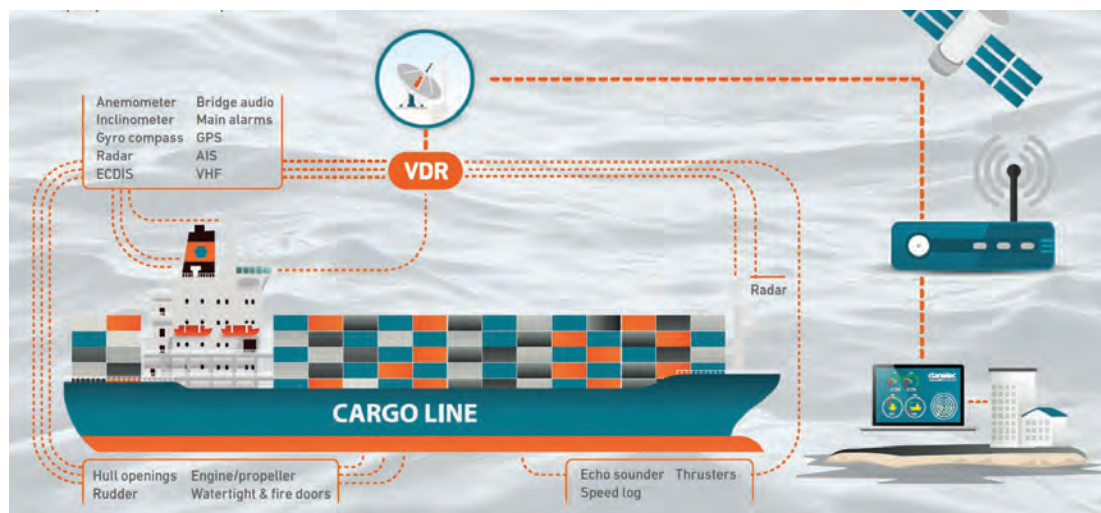 Anemometer Bridge audio
Inclinometer Main alarms
Gyro compass GPS
Radar AIS
ECDIS VHF
VDR
Radar
CARGO LINE
danelec
Hull openings Engine/propeller
Rudder Watertight & fire doors
Echo sounder Thrusters
Speed log